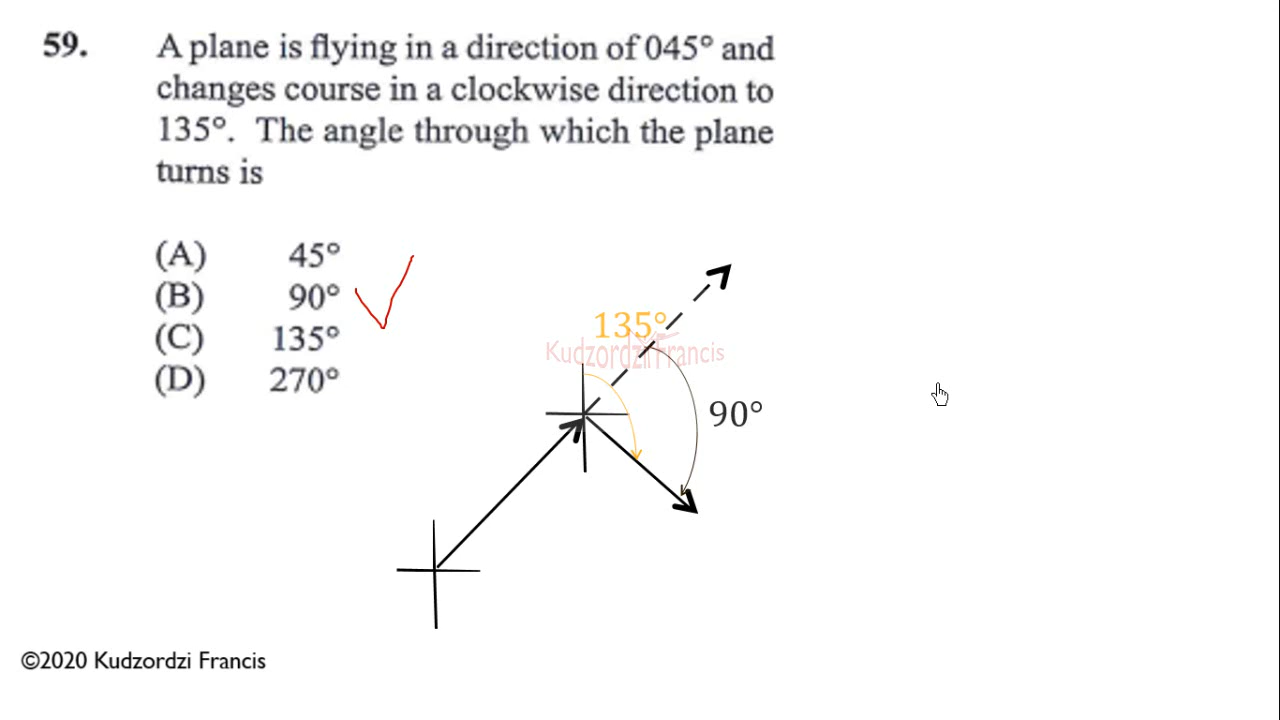 59. A plane is flying in a direction of 045° and
changes course in a clockwise direction to
135°. The angle through which the plane
turns is
(A) 45°
(B) 90°
(C) 135°
(D) 270°
135°
Kudzordzi Francis
90°
©2020 Kudzordzi Francis